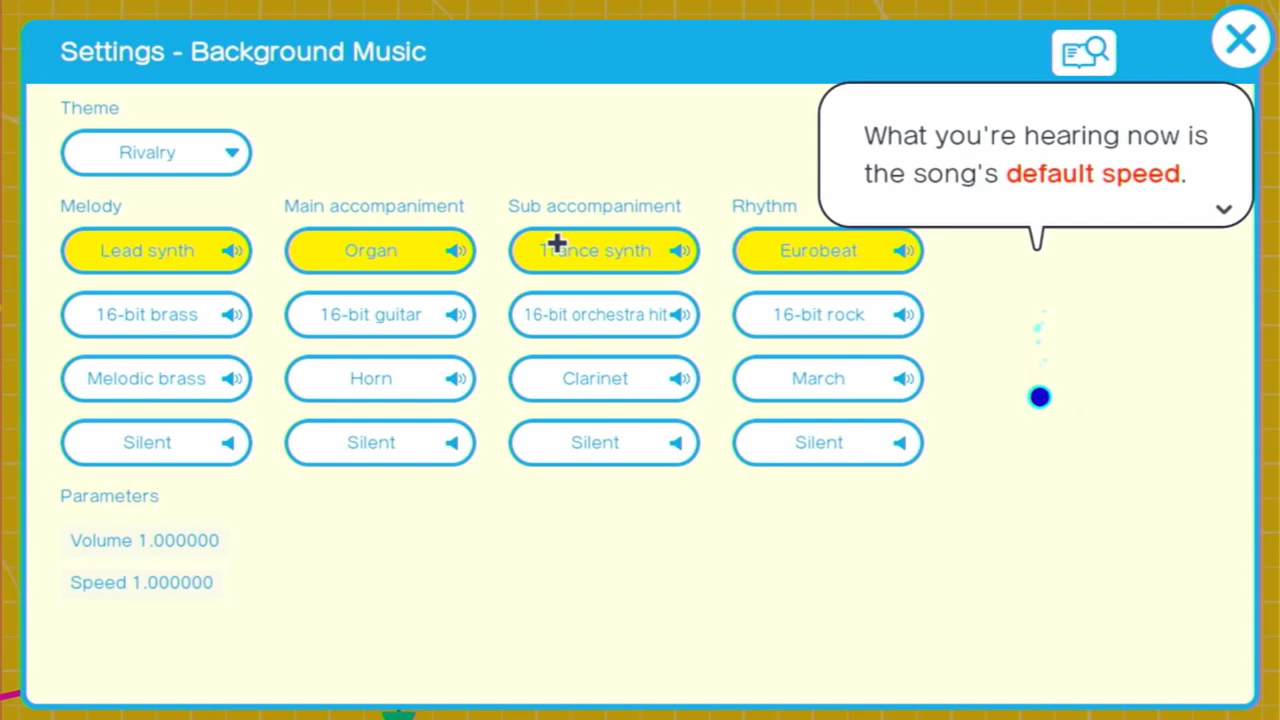 Settings - Background Music
Theme
What you're hearing now is
the song's default speed.
Rivalry
Melody Main accompaniment Sub accompaniment Rhythm
Lead synth Organ Trance synth Eurobeat
16-bit brass 16-bit guitar 16-bit orchestra hit 16-bit rock
Melodic brass Horn Clarinet March
Silent Silent Silent Silent
Parameters
Volume 1.000000
Speed 1.000000